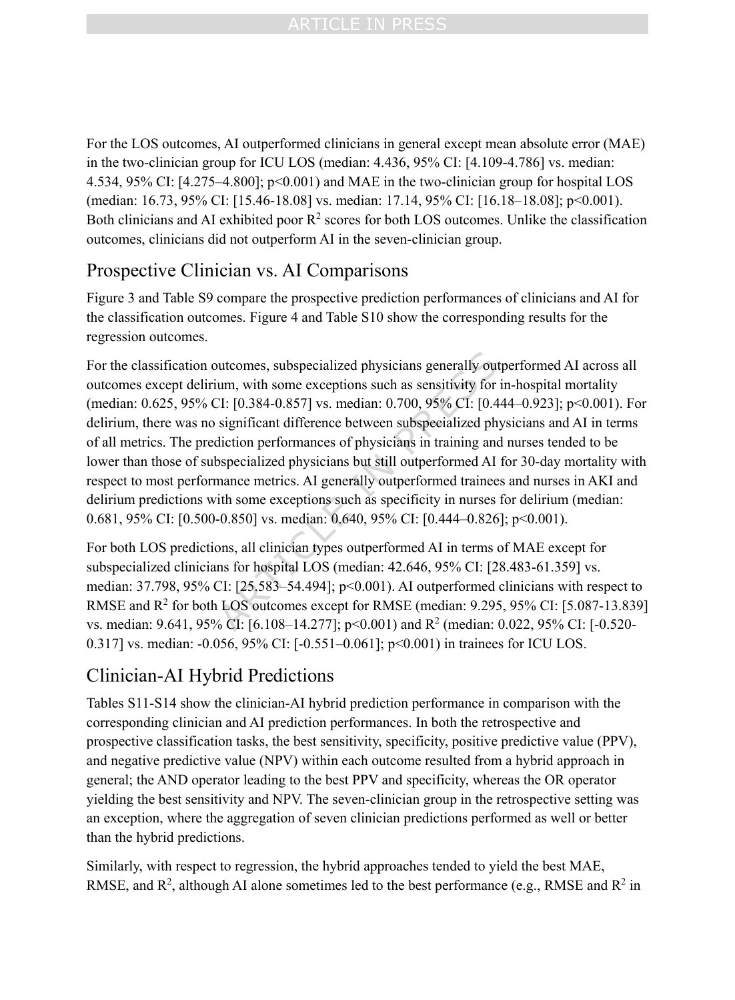 ARTICLE IN PRESS
For the LOS outcomes, AI outperformed clinicians in general except mean absolute error (MAE)
in the two-clinician group for ICU LOS (median: 4.436, 95% CI: [4.109-4.786] vs. median:
4.534, 95% CI: [4.275–4.800]; p<0.001) and MAE in the two-clinician group for hospital LOS
(median: 16.73, 95% CI: [15.46-18.08] vs. median: 17.14, 95% CI: [16.18–18.08]; p<0.001).
Both clinicians and AI exhibited poor R² scores for both LOS outcomes. Unlike the classification
outcomes, clinicians did not outperform AI in the seven-clinician group.
Prospective Clinician vs. AI Comparisons
Figure 3 and Table S9 compare the prospective prediction performances of clinicians and AI for
the classification outcomes. Figure 4 and Table S10 show the corresponding results for the
regression outcomes.
For the classification outcomes, subspecialized physicians generally outperformed AI across all
outcomes except delirium, with some exceptions such as sensitivity for in-hospital mortality
(median: 0.625, 95% CI: [0.384-0.857] vs. median: 0.700, 95% CI: [0.444–0.923]; p<0.001). For
delirium, there was no significant difference between subspecialized physicians and AI in terms
of all metrics. The prediction performances of physicians in training and nurses tended to be
lower than those of subspecialized physicians but still outperformed AI for 30-day mortality with
respect to most performance metrics. AI generally outperformed trainees and nurses in AKI and
delirium predictions with some exceptions such as specificity in nurses for delirium (median:
0.681, 95% CI: [0.500-0.850] vs. median: 0.640, 95% CI: [0.444–0.826]; p<0.001).
For both LOS predictions, all clinician types outperformed AI in terms of MAE except for
subspecialized clinicians for hospital LOS (median: 42.646, 95% CI: [28.483-61.359] vs.
median: 37.798, 95% CI: [25.583–54.494]; p<0.001). AI outperformed clinicians with respect to
RMSE and R² for both LOS outcomes except for RMSE (median: 9.295, 95% CI: [5.087-13.839]
vs. median: 9.641, 95% CI: [6.108–14.277]; p<0.001) and R² (median: 0.022, 95% CI: [-0.520-
0.317] vs. median: -0.056, 95% CI: [-0.551–0.061]; p<0.001) in trainees for ICU LOS.
Clinician-AI Hybrid Predictions
Tables S11-S14 show the clinician-AI hybrid prediction performance in comparison with the
corresponding clinician and AI prediction performances. In both the retrospective and
prospective classification tasks, the best sensitivity, specificity, positive predictive value (PPV),
and negative predictive value (NPV) within each outcome resulted from a hybrid approach in
general; the AND operator leading to the best PPV and specificity, whereas the OR operator
yielding the best sensitivity and NPV. The seven-clinician group in the retrospective setting was
an exception, where the aggregation of seven clinician predictions performed as well or better
than the hybrid predictions.
Similarly, with respect to regression, the hybrid approaches tended to yield the best MAE,
RMSE, and R², although AI alone sometimes led to the best performance (e.g., RMSE and R² in
ARTICLE IN PRESS